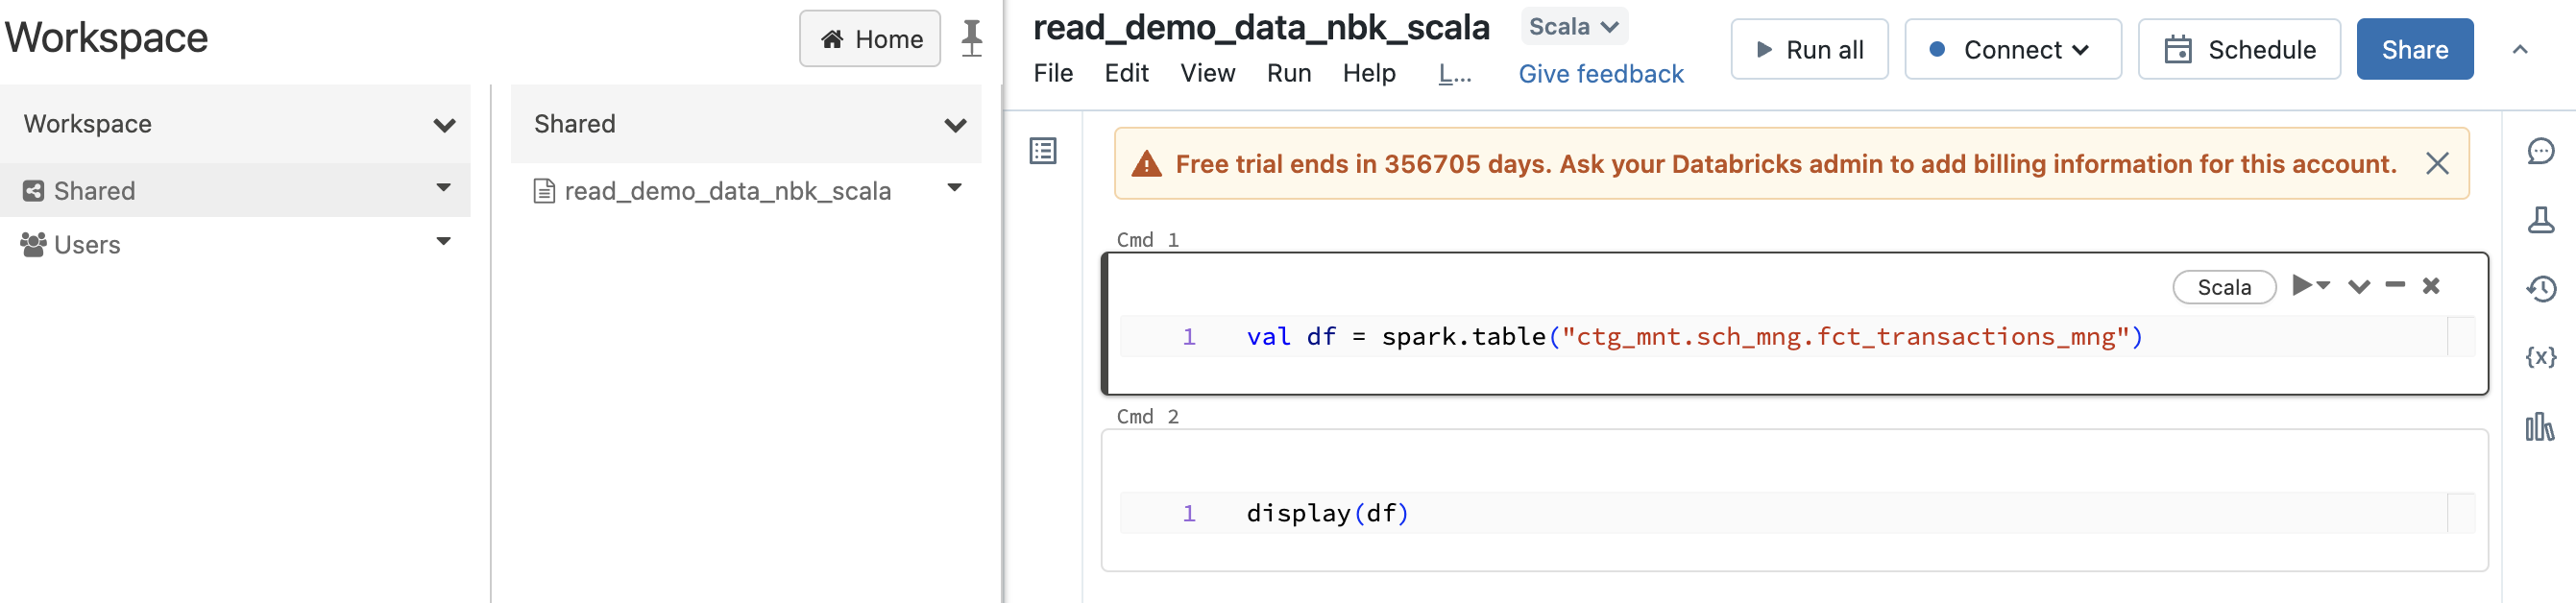 Workspace
Home
Workspace
Shared
Users
Shared
read_demo_data_nbk_scala
read_demo_data_nbk_scala
Scala
File Edit View Run Help L...
Give feedback
Run all
Connect
Schedule
Share
Free trial ends in 356705 days. Ask your Databricks admin to add billing information for this account.
Cmd 1
Scala
1 val df = spark.table("ctg_mnt.sch_mng.fct_transactions_mng")
Cmd 2
1 display(df)
{x}